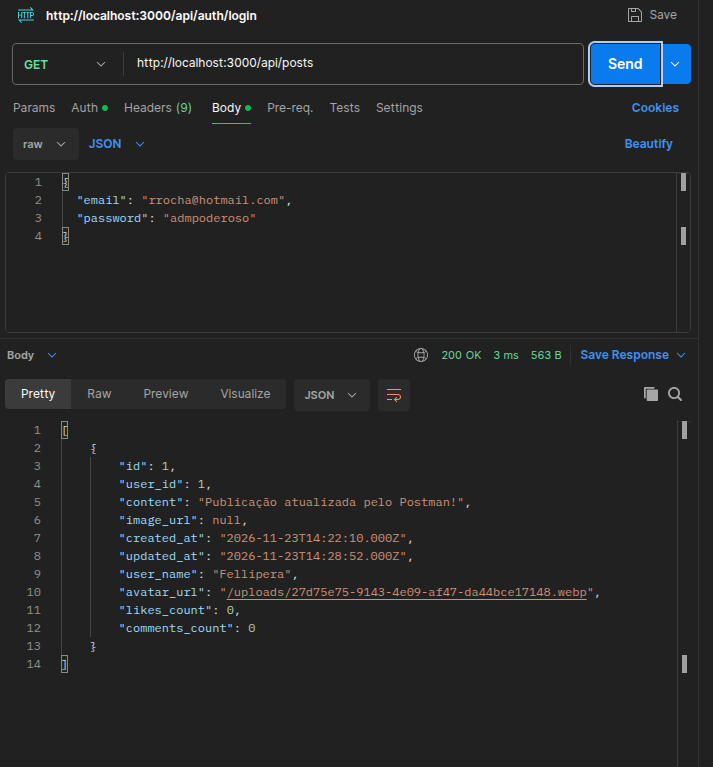 HTTP http://localhost:3000/api/auth/login Save
GET http://localhost:3000/api/posts Send
Params Auth Headers (9) Body Pre-req. Tests Settings Cookies
raw JSON Beautify
1 {
2 "email": "rrocha@hotmail.com",
3 "password": "admpoderoso"
4 }
Body 200 OK 3 ms 563 B Save Response
Pretty Raw Preview Visualize JSON
1 [
2 {
3 "id": 1,
4 "user_id": 1,
5 "content": "Publicação atualizada pelo Postman!",
6 "image_url": null,
7 "created_at": "2026-11-23T14:22:10.000Z",
8 "updated_at": "2026-11-23T14:28:52.000Z",
9 "user_name": "Fellipera",
10 "avatar_url": "/uploads/27d75e75-9143-4e09-af47-da44bce17148.webp",
11 "likes_count": 0,
12 "comments_count": 0
13 }
14 ]